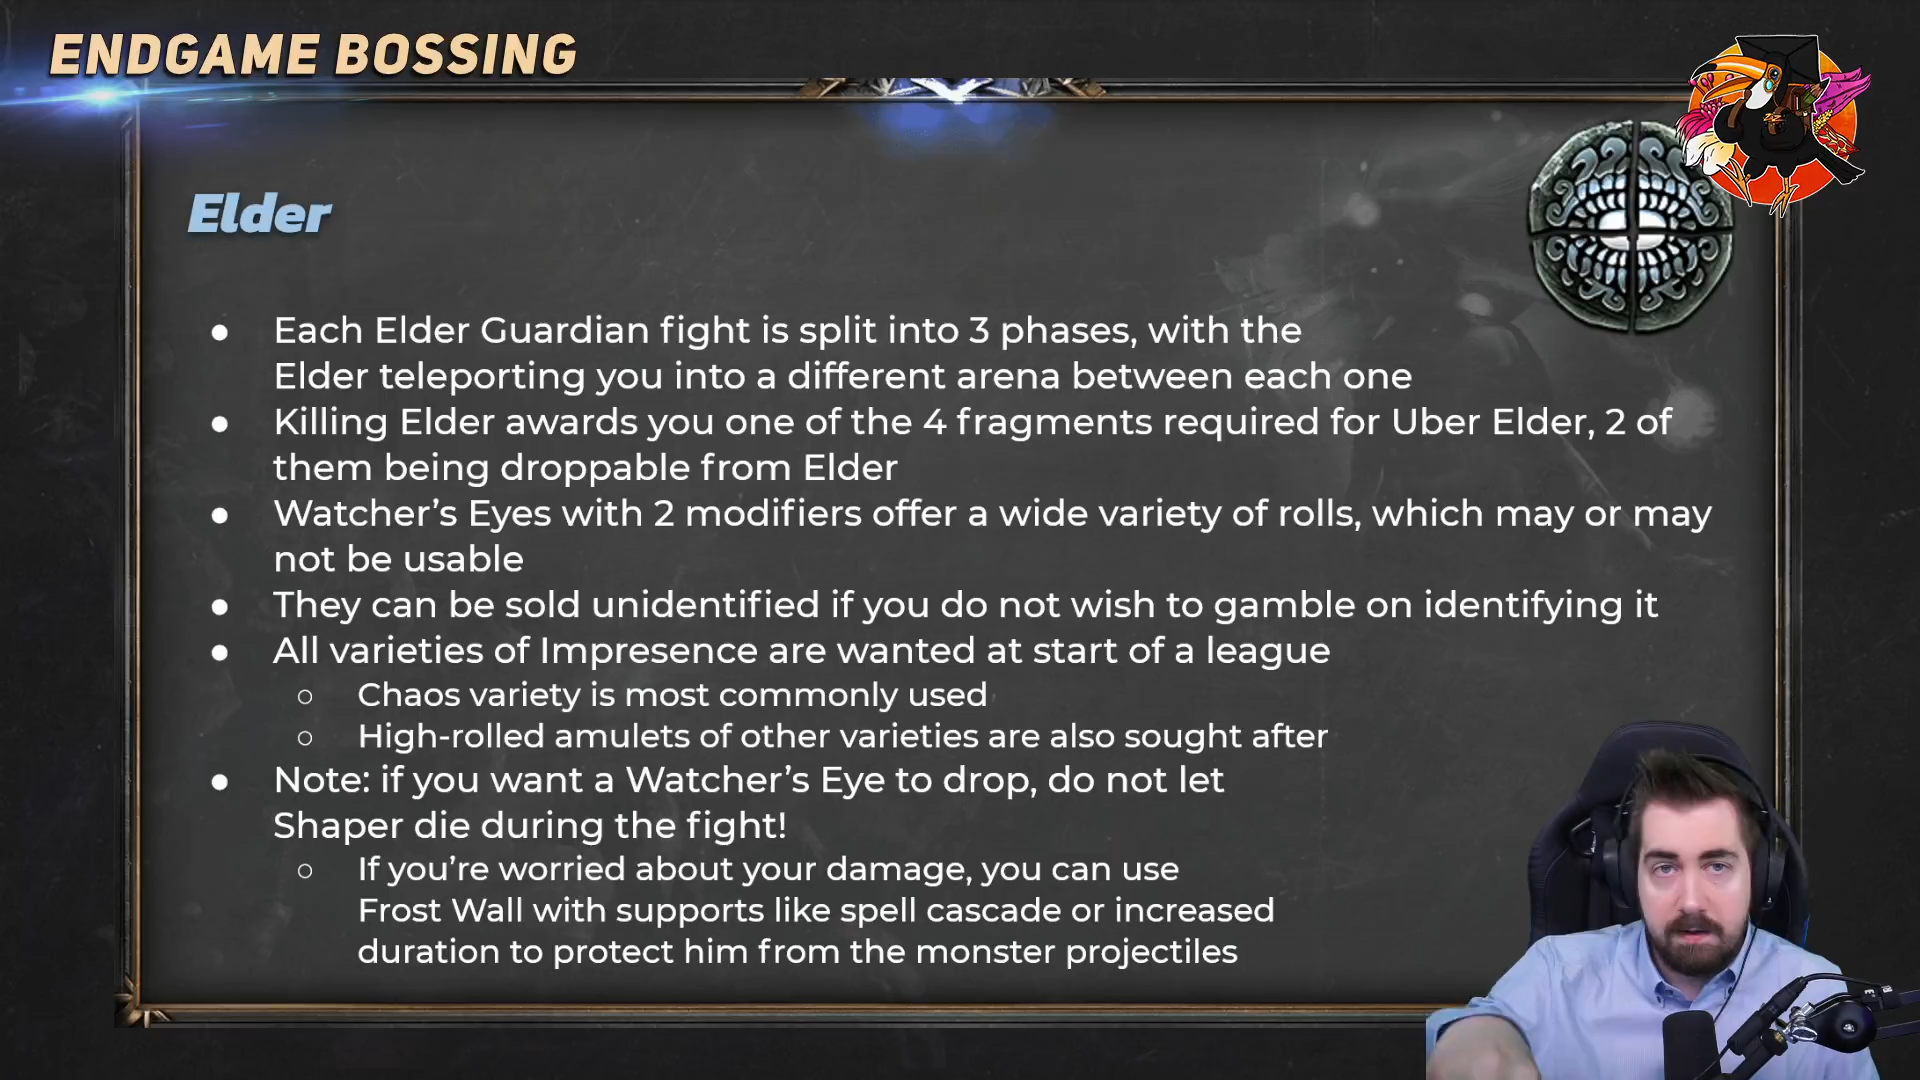 ENDGAME BOSSING
Elder
● Each Elder Guardian fight is split into 3 phases, with the
Elder teleporting you into a different arena between each one
● Killing Elder awards you one of the 4 fragments required for Uber Elder, 2 of
them being droppable from Elder
● Watcher’s Eyes with 2 modifiers offer a wide variety of rolls, which may or may
not be usable
● They can be sold unidentified if you do not wish to gamble on identifying it
● All varieties of Impresence are wanted at start of a league
○ Chaos variety is most commonly used
○ High-rolled amulets of other varieties are also sought after
● Note: if you want a Watcher’s Eye to drop, do not let
Shaper die during the fight!
○ If you’re worried about your damage, you can use
Frost Wall with supports like spell cascade or increased
duration to protect him from the monster projectiles